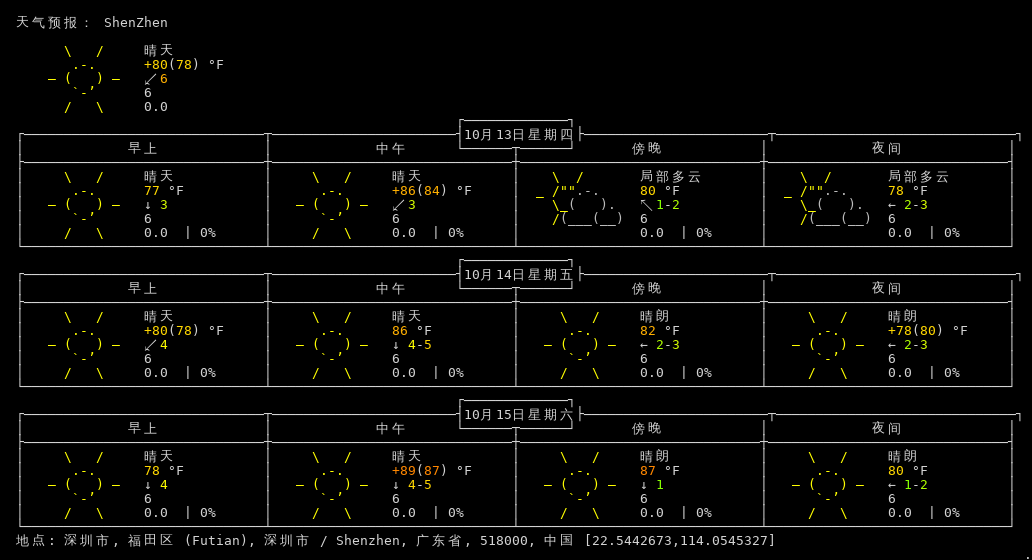 天气预报： ShenZhen
晴天
+80(78) °F
↙ 6
6
0.0
10月13日星期四
早上 中午 傍晚 夜间
晴天 晴天 局部多云 局部多云
77 °F +86(84) °F 80 °F 78 °F
↓ 3 ↙ 3 ↖ 1-2 ← 2-3
6 6 6 6
0.0 | 0% 0.0 | 0% 0.0 | 0% 0.0 | 0%
10月14日星期五
早上 中午 傍晚 夜间
晴天 晴天 晴朗 晴朗
+80(78) °F 86 °F 82 °F +78(80) °F
↙ 4 ↓ 4-5 ← 2-3 ← 2-3
6 6 6 6
0.0 | 0% 0.0 | 0% 0.0 | 0% 0.0 | 0%
10月15日星期六
早上 中午 傍晚 夜间
晴天 晴天 晴朗 晴朗
78 °F +89(87) °F 87 °F 80 °F
↓ 4 ↓ 4-5 ↓ 1 ← 1-2
6 6 6 6
0.0 | 0% 0.0 | 0% 0.0 | 0% 0.0 | 0%
地点: 深圳市, 福田区 (Futian), 深圳市 / Shenzhen, 广东省, 518000, 中国 [22.5442673,114.0545327]